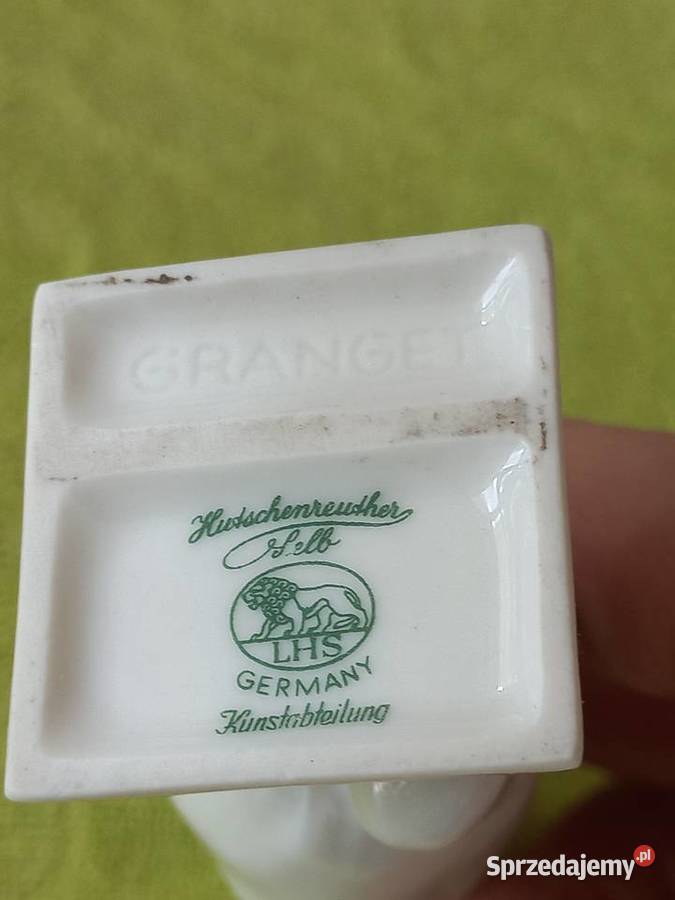 GRANGET
Hutschenreuther
Selb
LHS
GERMANY
Kunstabteilung
Sprzedajemy.pl